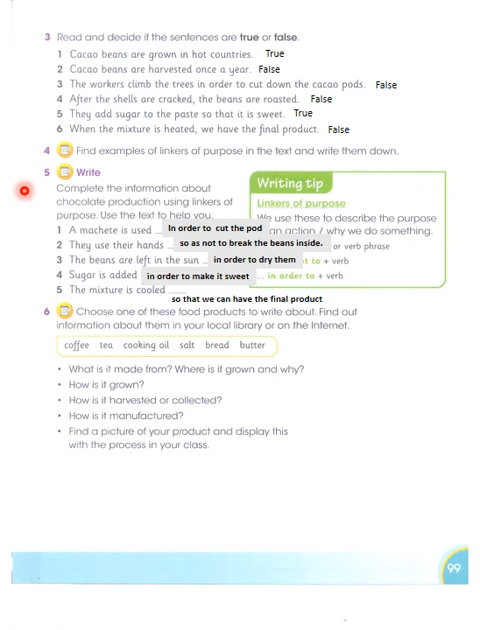 3 Read and decide if the sentences are true or false.
1 Cacao beans are grown in hot countries. True
2 Cacao beans are harvested once a year. False
3 The workers climb the trees in order to cut down the cacao pods. False
4 After the shells are cracked, the beans are roasted. False
5 They add sugar to the paste so that it is sweet. True
6 When the mixture is heated, we have the final product. False
4 Find examples of linkers of purpose in the text and write them down.
5 Write
Complete the information about
chocolate production using linkers of
purpose. Use the text to help you.
1 A machete is used In order to cut the pod
2 They use their hands so as not to break the beans inside.
3 The beans are left in the sun in order to dry them
4 Sugar is added in order to make it sweet
5 The mixture is cooled
so that we can have the final product
Writing tip
Linkers of purpose
We use these to describe the purpose
an action / why we do something.
or verb phrase
to + verb
... in order to + verb
6 Choose one of these food products to write about. Find out
information about them in your local library or on the Internet.
coffee tea cooking oil salt bread butter
• What is it made from? Where is it grown and why?
• How is it grown?
• How is it harvested or collected?
• How is it manufactured?
• Find a picture of your product and display this
with the process in your class.
99